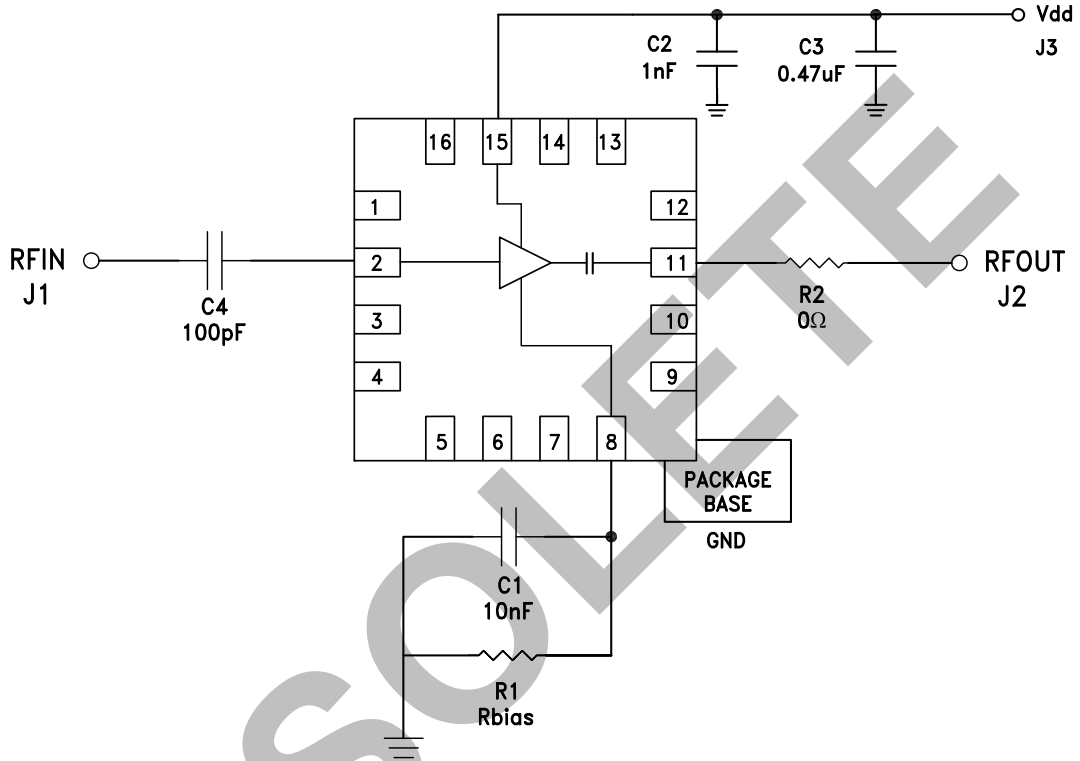 Vdd
J3
C2
1nF
C3
0.47uF
16
15
14
13
1
12
RFIN
J1
C4
100pF
2
11
R2
0Ω
RFOUT
J2
3
10
4
9
5
6
7
8
PACKAGE
BASE
GND
C1
10nF
R1
Rbias
SOLETE